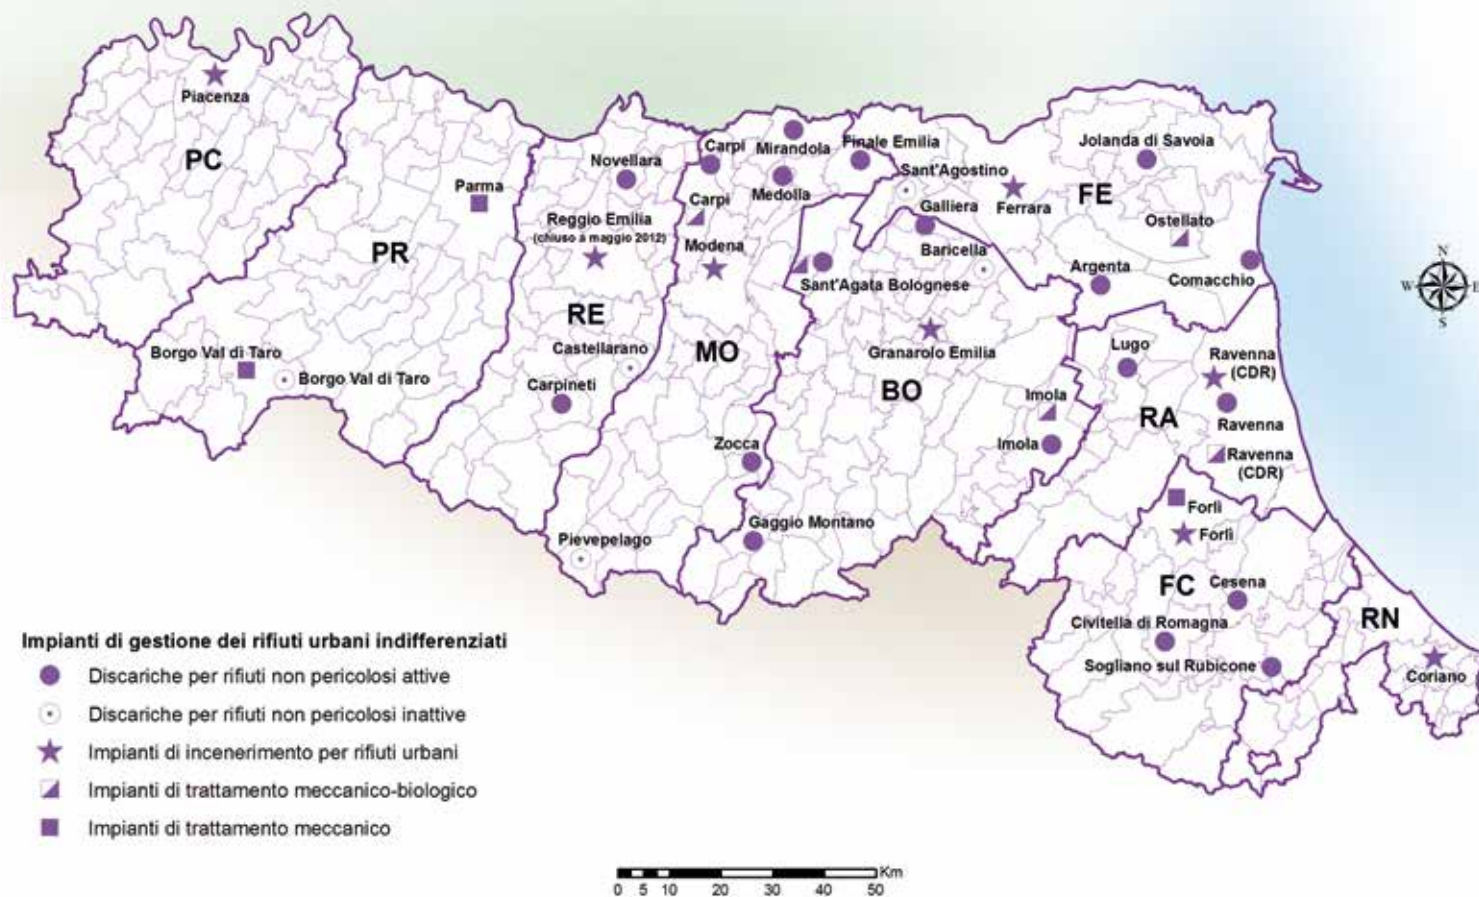 Piacenza
PC
Parma
PR
Borgo Val di Taro
Borgo Val di Taro
Novellara
Reggio Emilia
(chiuso a maggio 2012)
RE
Castellarano
Carpineti
Carpi
Mirandola
Finale Emilia
Medolla
Carpi
Modena
MO
Zocca
Pievepelago
Sant'Agostino
Galliera
Baricella
Sant'Agata Bolognese
Granarolo Emilia
BO
Imola
Imola
Gaggio Montano
Jolanda di Savoia
FE
Ferrara
Ostellato
Argenta
Comacchio
Lugo
Ravenna
(CDR)
RA
Ravenna
Ravenna
(CDR)
Forlì
Forlì
FC
Cesena
Civitella di Romagna
Sogliano sul Rubicone
RN
Coriano
N
W
E
S
Impianti di gestione dei rifiuti urbani indifferenziati
Discariche per rifiuti non pericolosi attive
Discariche per rifiuti non pericolosi inattive
Impianti di incenerimento per rifiuti urbani
Impianti di trattamento meccanico-biologico
Impianti di trattamento meccanico
Km
0 5 10 20 30 40 50